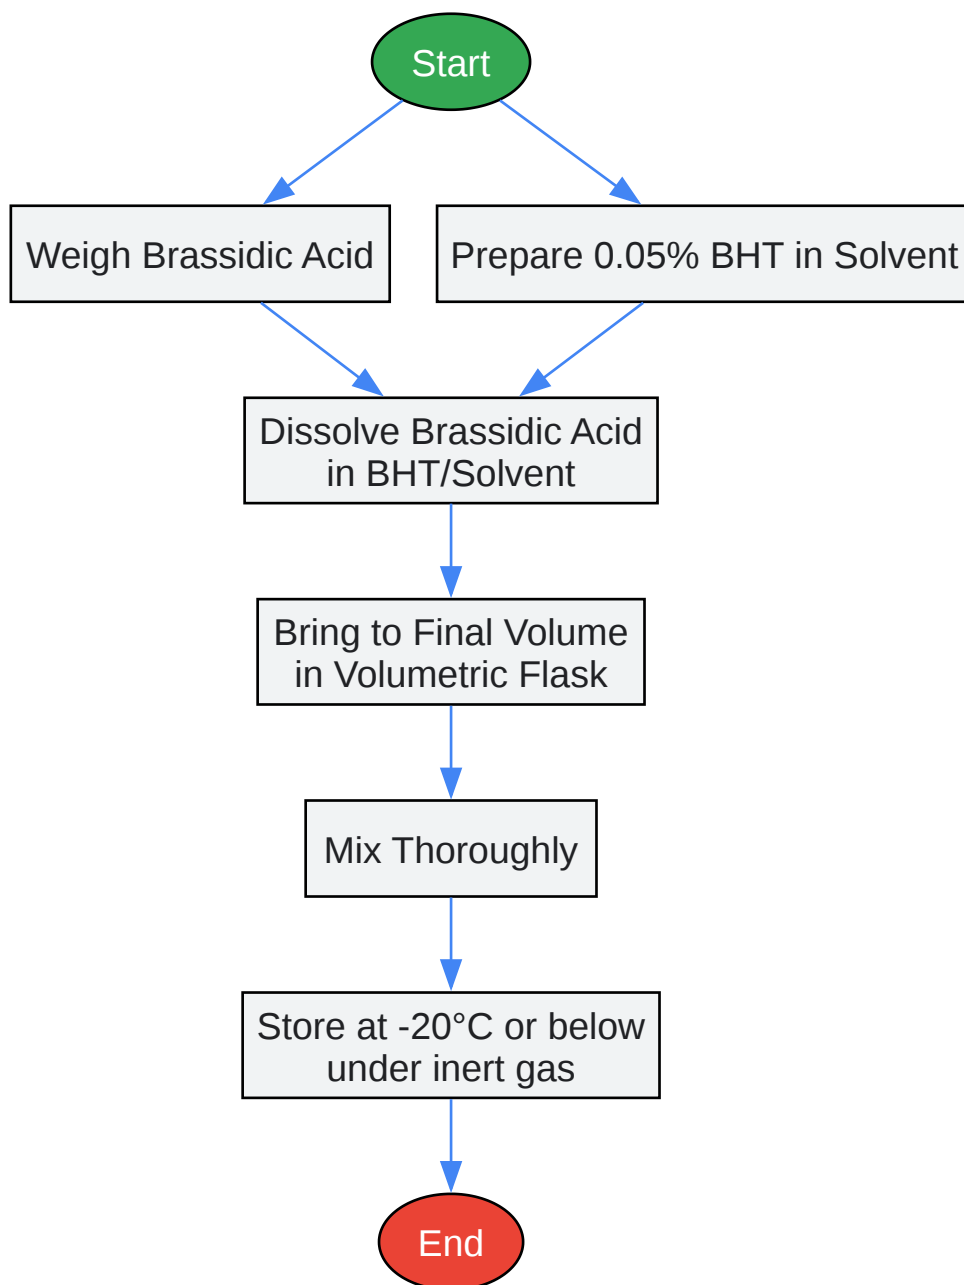 Start
Weigh Brassidic Acid
Prepare 0.05% BHT in Solvent
Dissolve Brassidic Acid
in BHT/Solvent
Bring to Final Volume
in Volumetric Flask
Mix Thoroughly
Store at -20°C or below
under inert gas
End